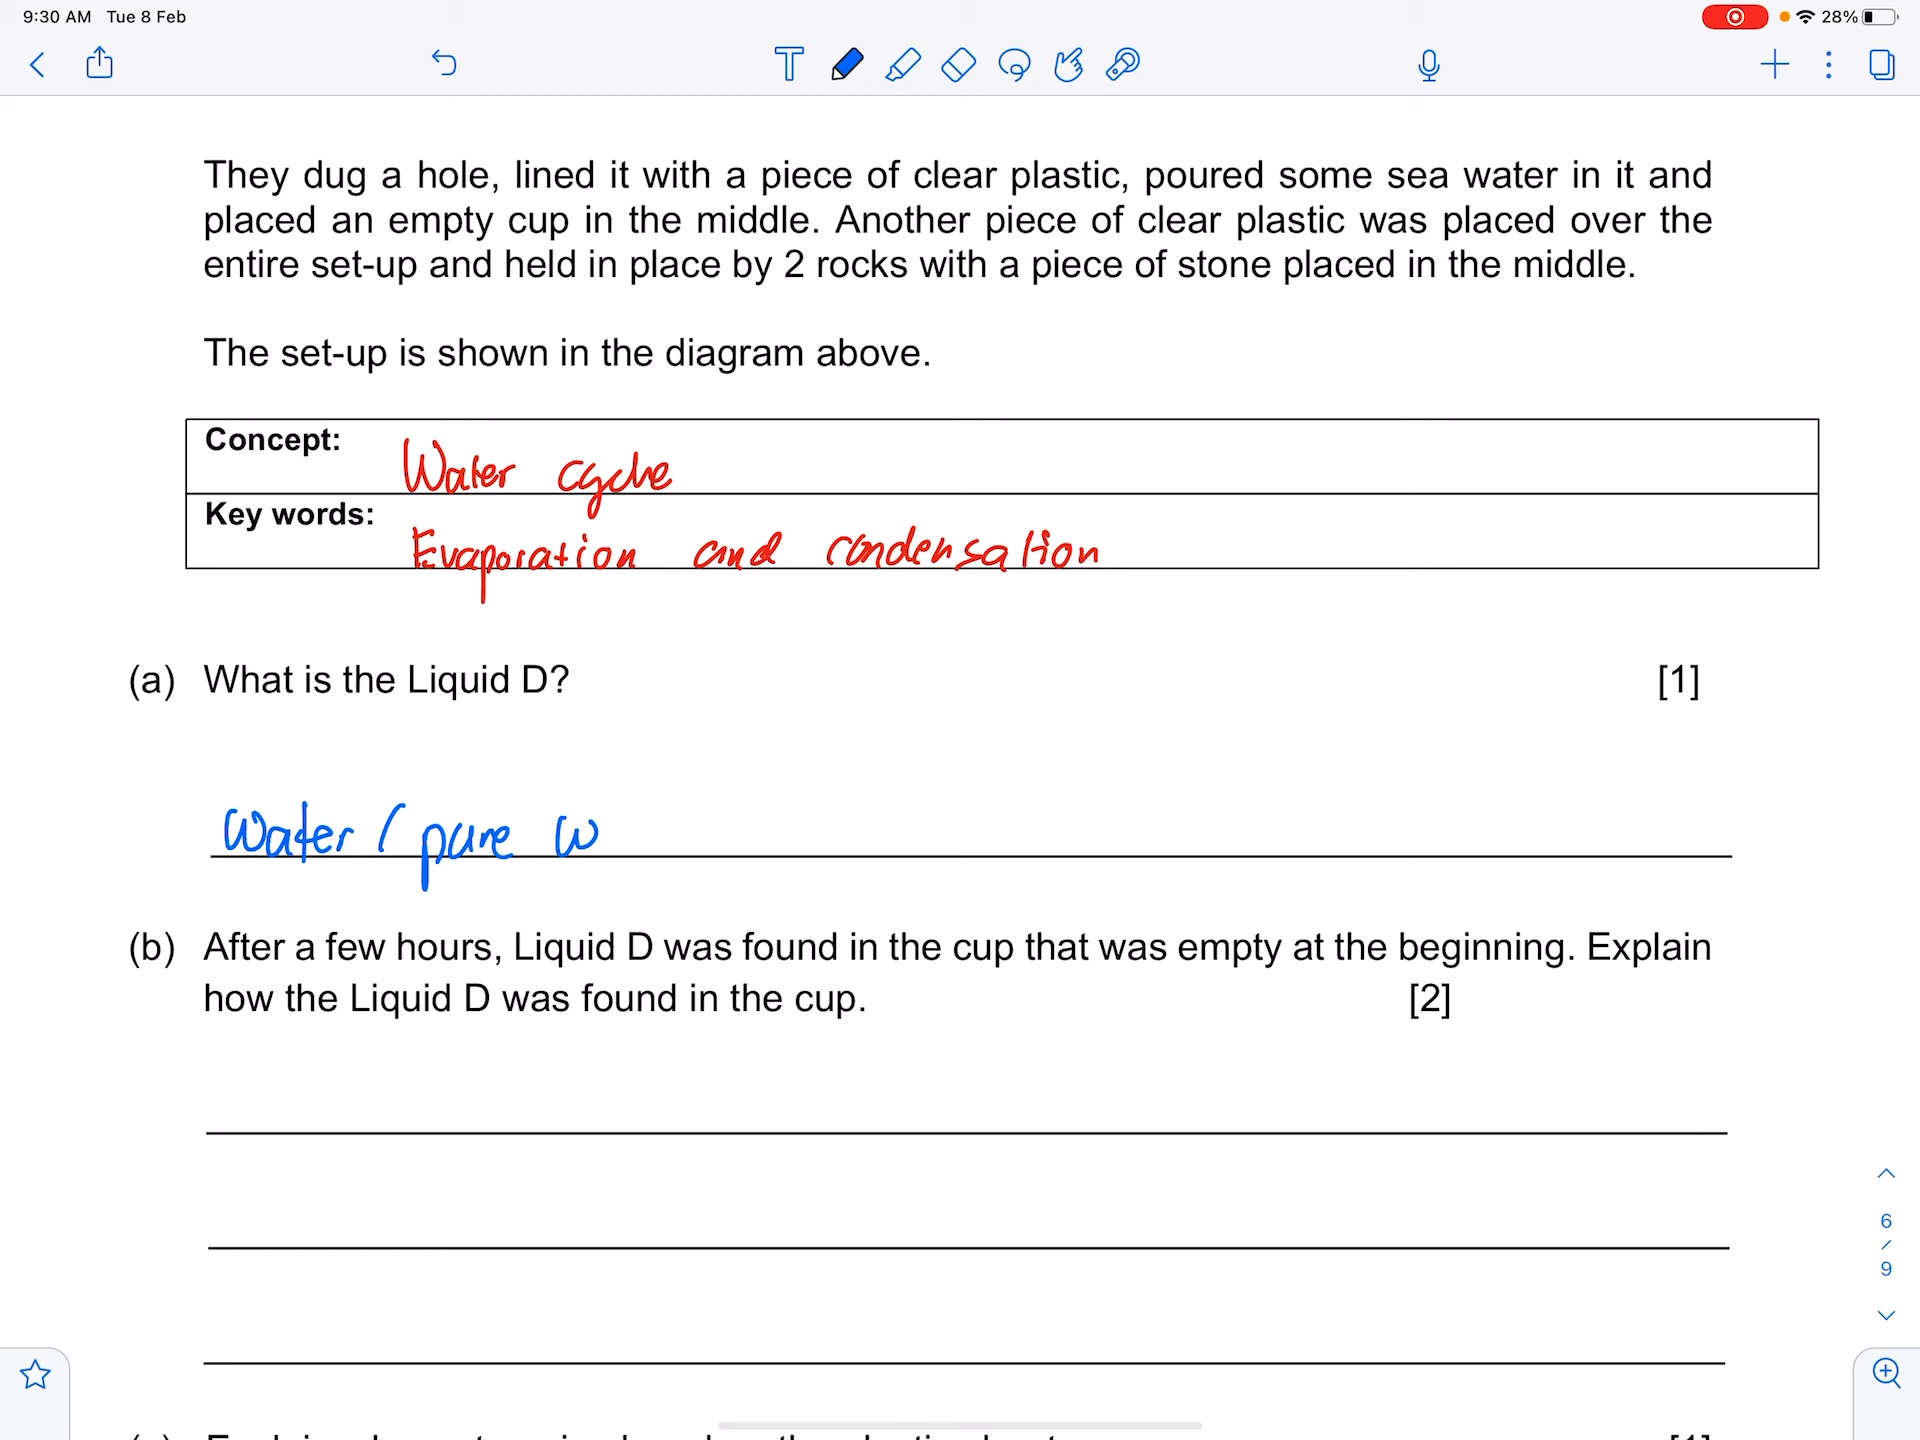 9:30 AM Tue 8 Feb
28%
They dug a hole, lined it with a piece of clear plastic, poured some sea water in it and
placed an empty cup in the middle. Another piece of clear plastic was placed over the
entire set-up and held in place by 2 rocks with a piece of stone placed in the middle.
The set-up is shown in the diagram above.
Concept: Water cycle
Key words: Evaporation and condensation
(a) What is the Liquid D? [1]
Water / pure w
(b) After a few hours, Liquid D was found in the cup that was empty at the beginning. Explain
how the Liquid D was found in the cup. [2]
6
/
9